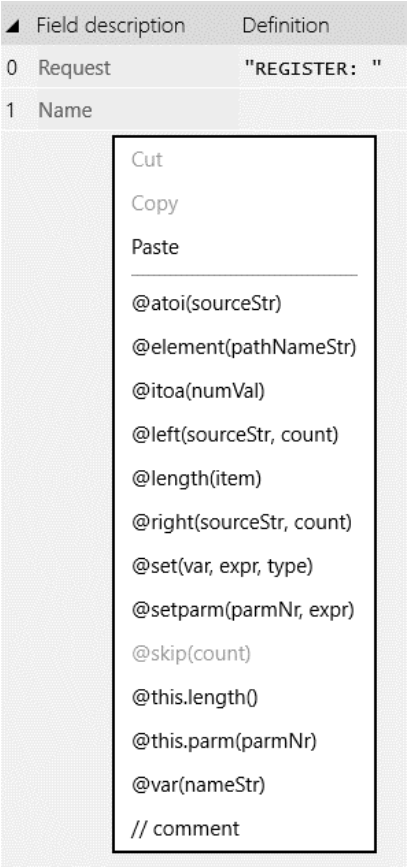 Field description Definition
0 Request "REGISTER: "
1 Name
Cut
Copy
Paste
@atoi(sourceStr)
@element(pathNameStr)
@itoa(numVal)
@left(sourceStr, count)
@length(item)
@right(sourceStr, count)
@set(var, expr, type)
@setparm(parmNr, expr)
@skip(count)
@this.length()
@this.parm(parmNr)
@var(nameStr)
// comment